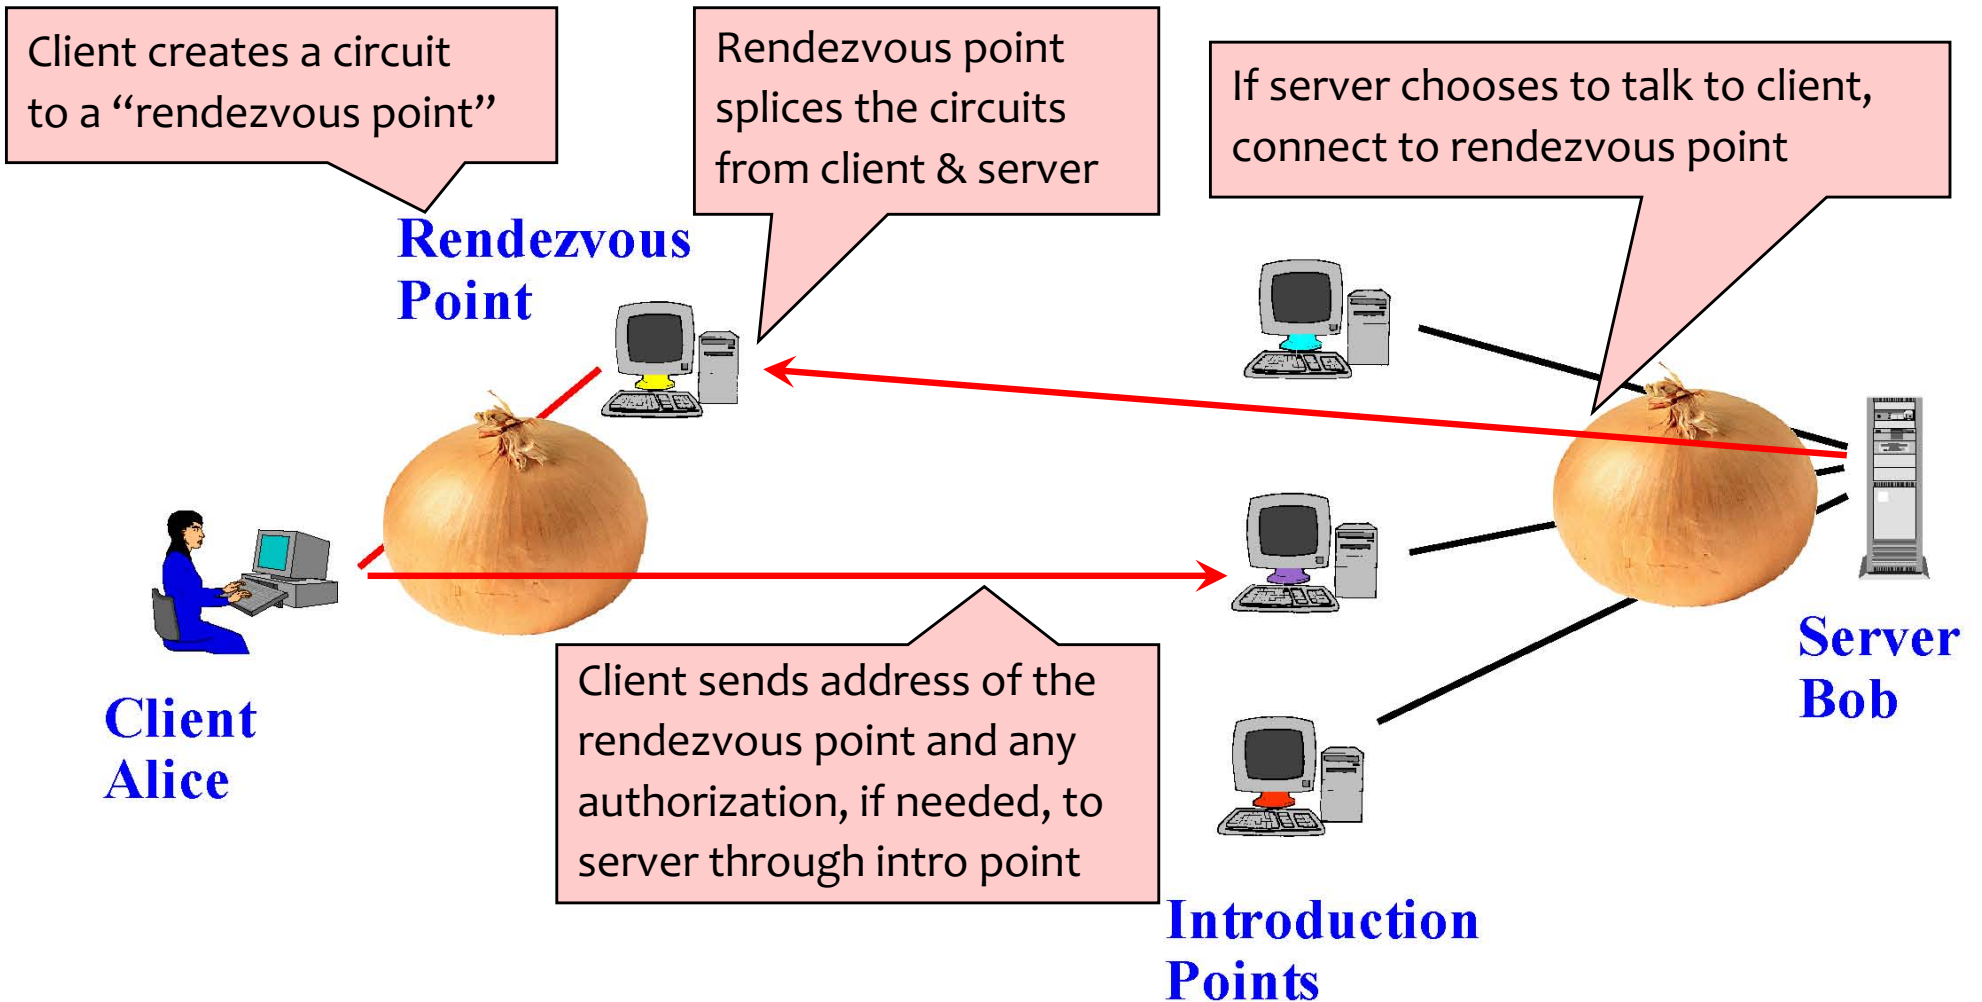 Client creates a circuit
to a “rendezvous point”
Rendezvous point
splices the circuits
from client & server
If server chooses to talk to client,
connect to rendezvous point
Rendezvous
Point
Client sends address of the
rendezvous point and any
authorization, if needed, to
server through intro point
Client
Alice
Server
Bob
Introduction
Points